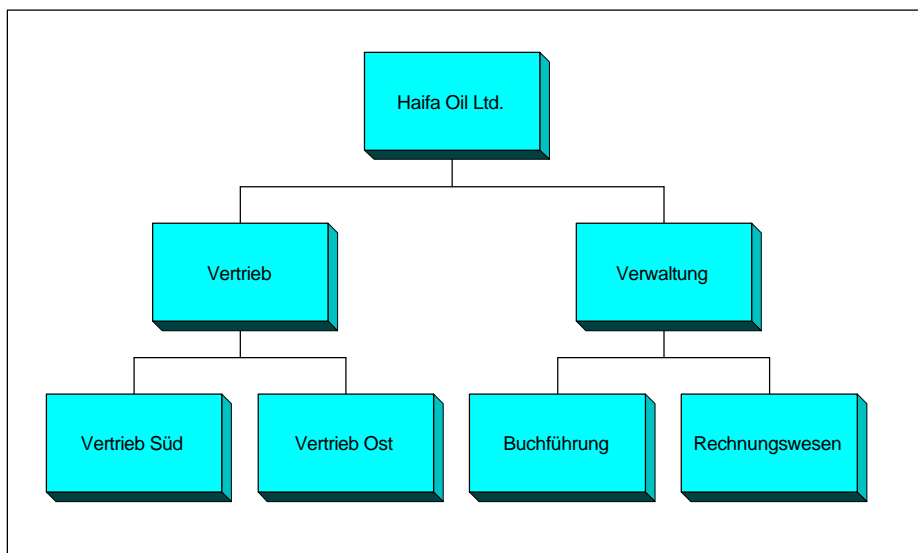 Haifa Oil Ltd.
Vertrieb
Verwaltung
Vertrieb Süd
Vertrieb Ost
Buchführung
Rechnungswesen